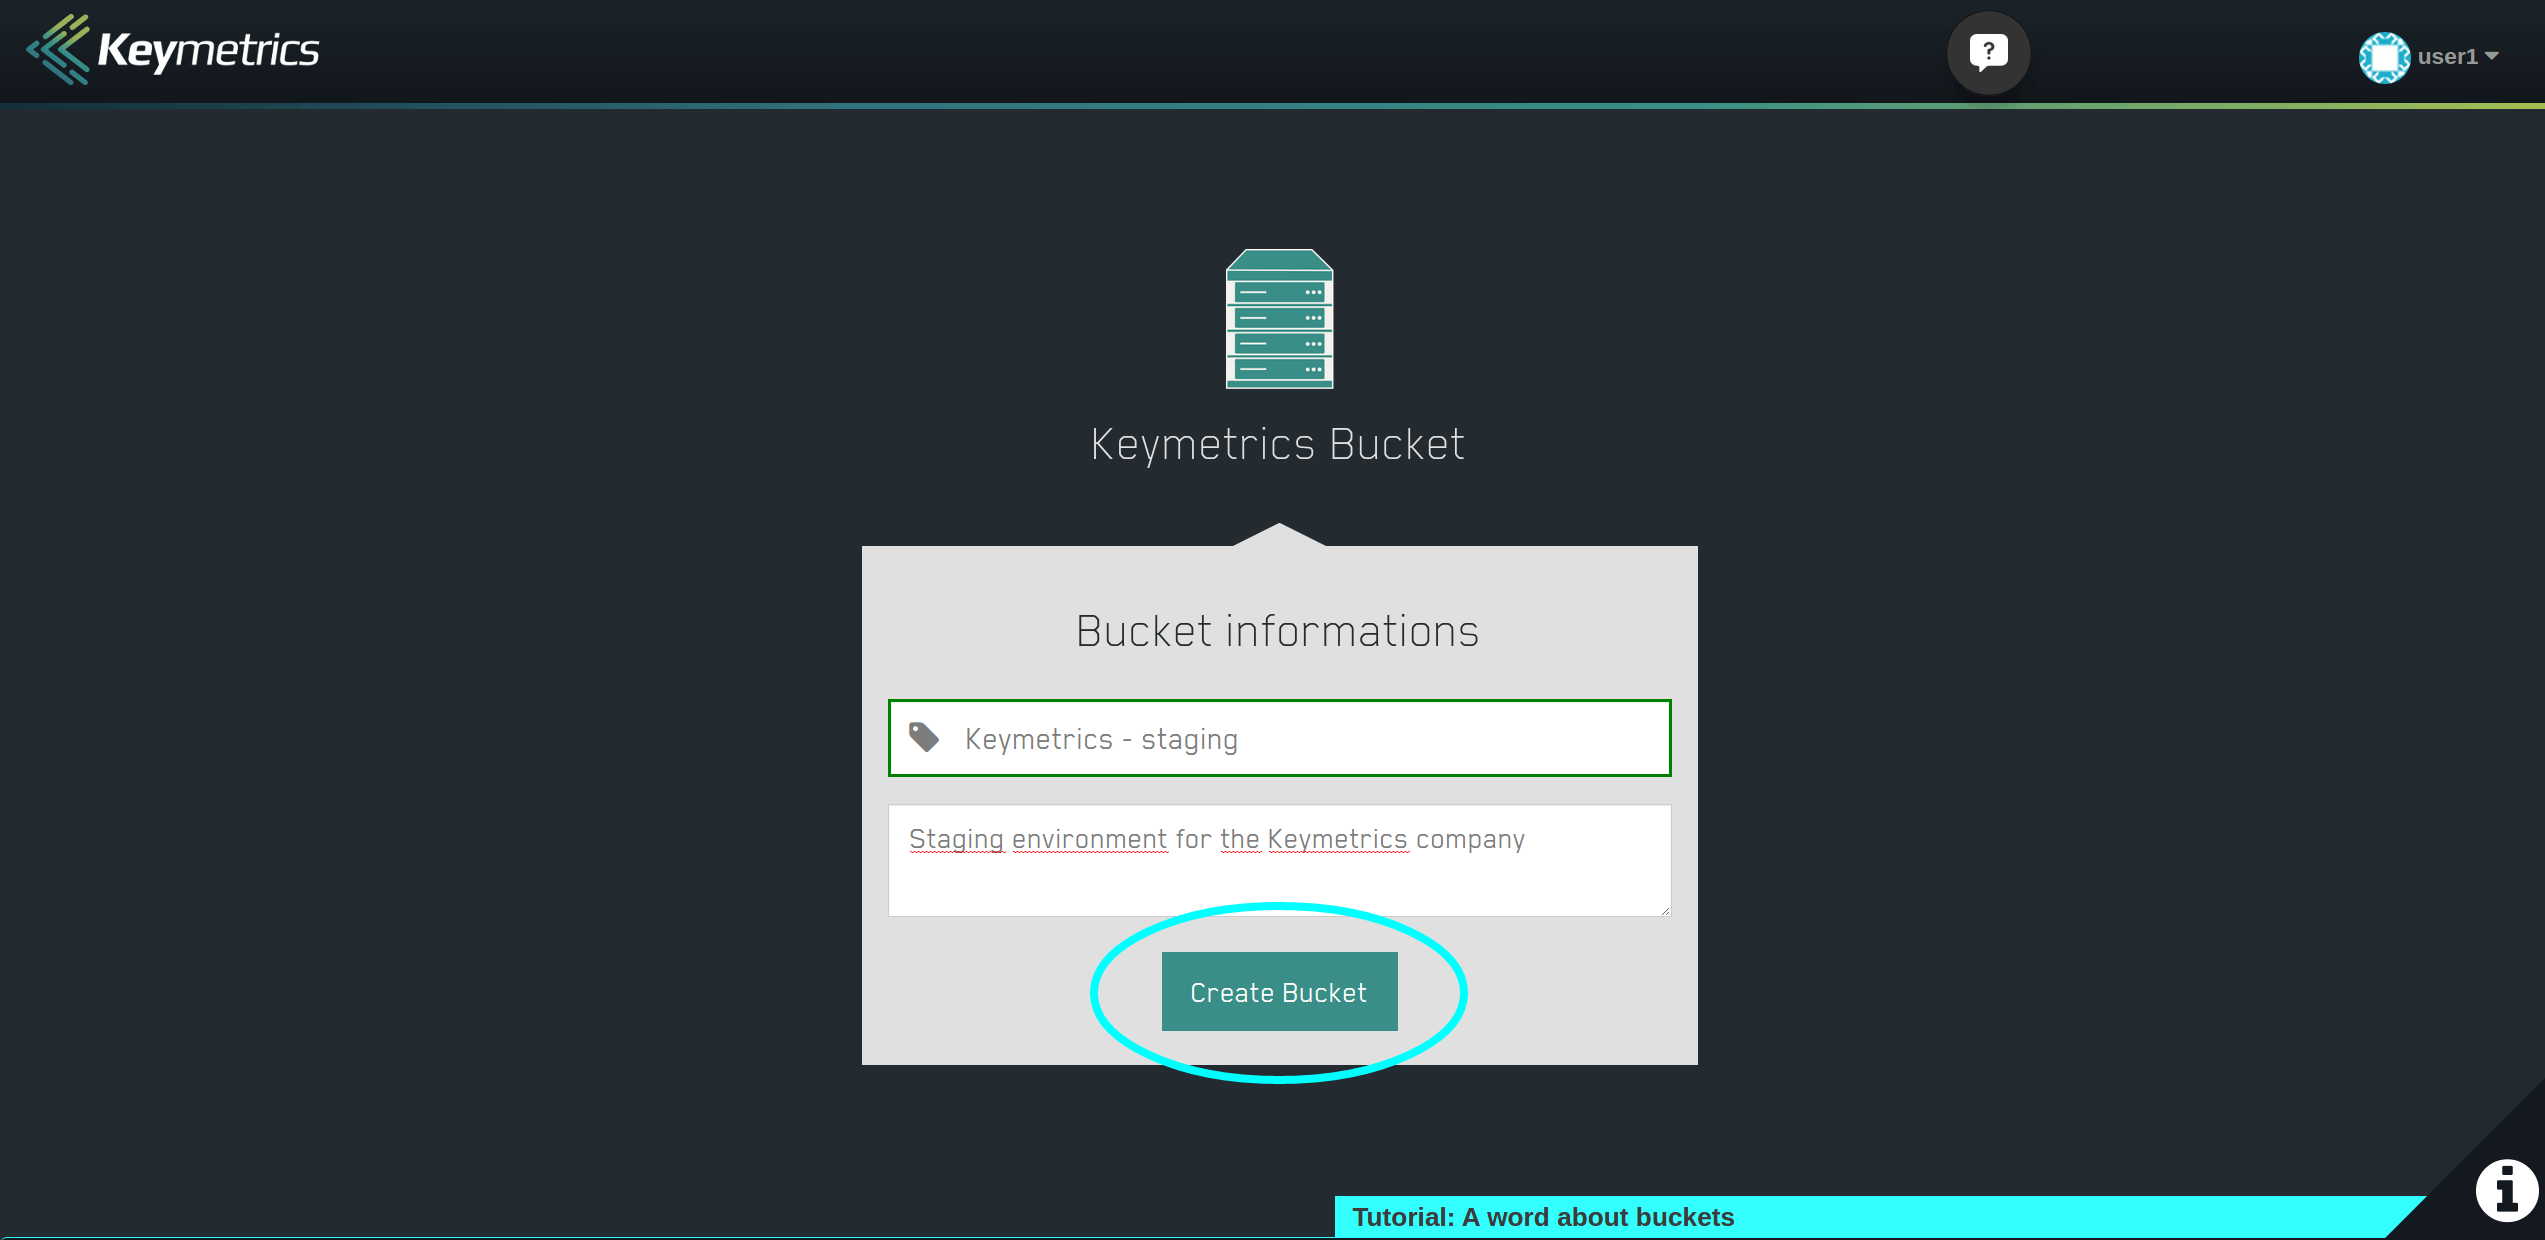 Keymetrics
?
user1
Keymetrics Bucket
Bucket informations
Keymetrics - staging
Staging environment for the Keymetrics company
Create Bucket
Tutorial: A word about buckets